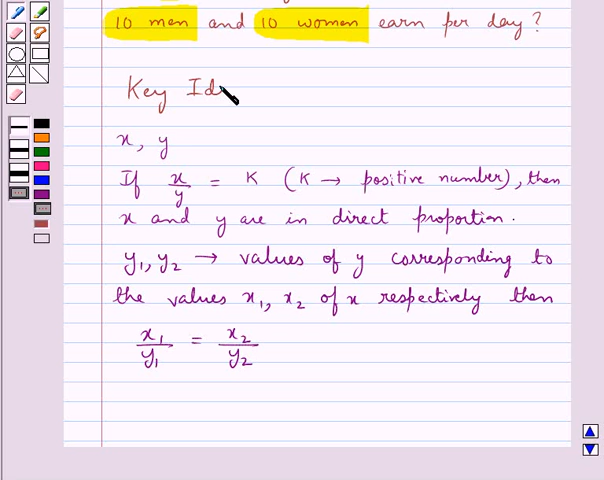 10 men and 10 women earn per day?
Key Id
x, y
If x/y = K (K → positive number), then
x and y are in direct proportion.
y₁, y₂ → values of y corresponding to
the values x₁, x₂ of x respectively then
x₁/y₁ = x₂/y₂